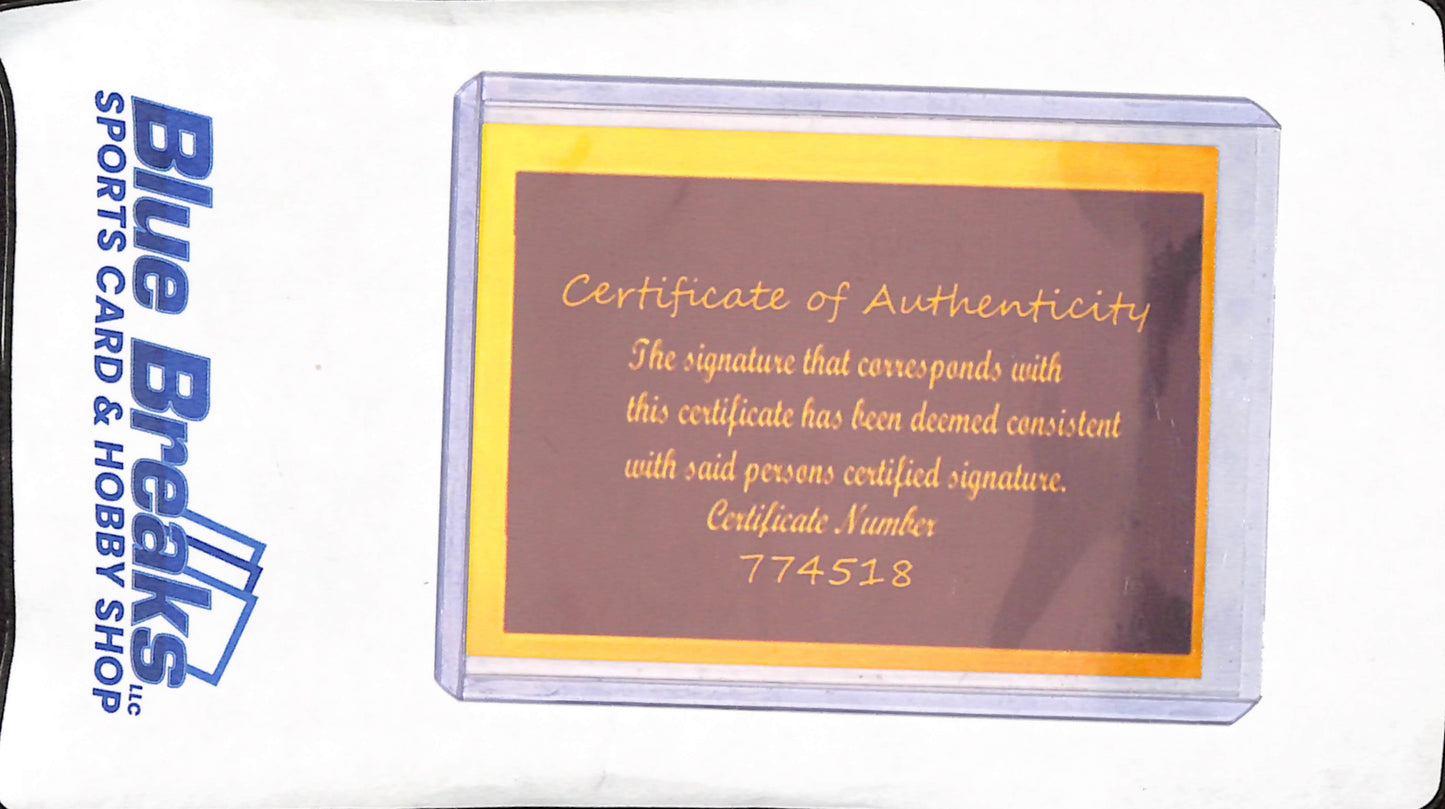 Blue Breaks LLC
SPORTS CARD & HOBBY SHOP
Certificate of Authenticity
The signature that corresponds with
this certificate has been deemed consistent
with said persons certified signature.
Certificate Number
774518